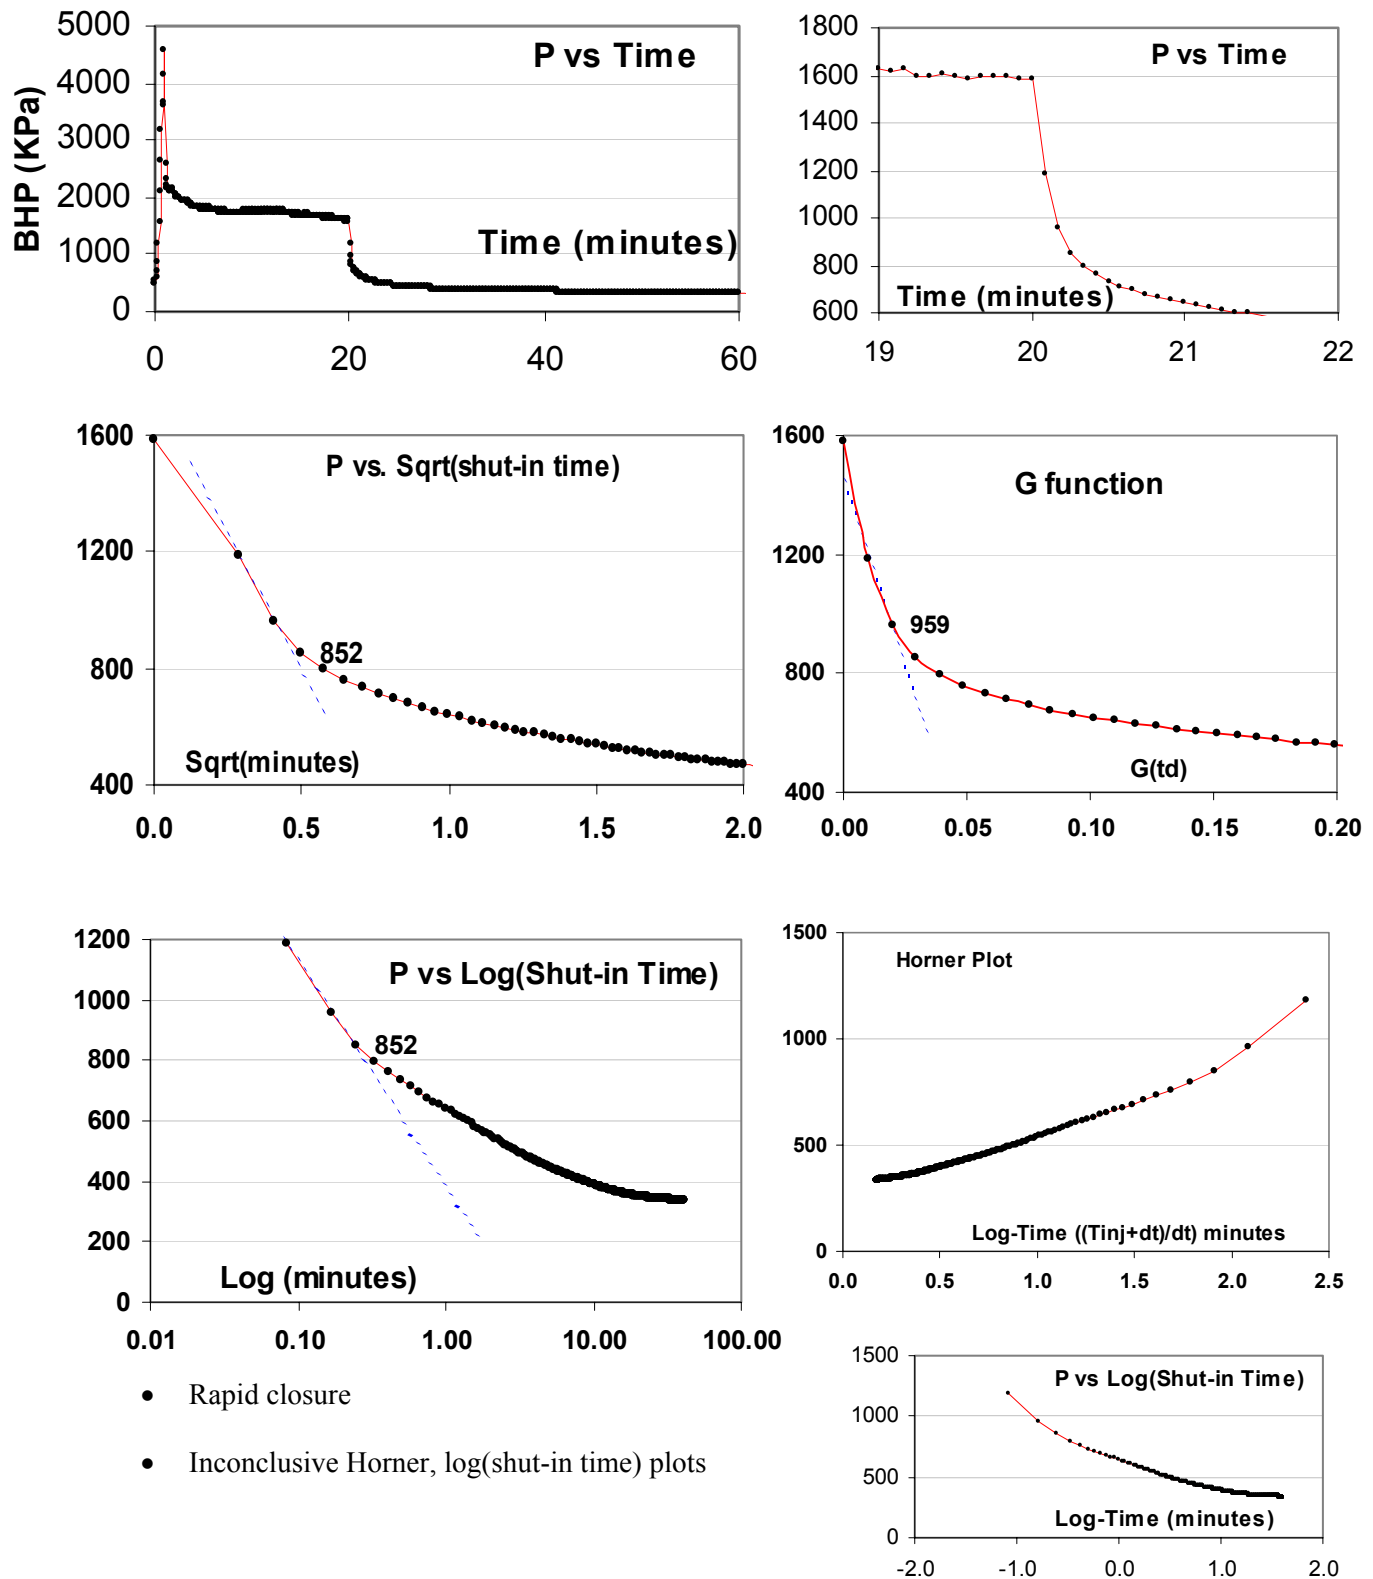 P vs Time
BHP (KPa)
5000
4000
3000
2000
1000
0
Time (minutes)
0 20 40 60
P vs Time
1800
1600
1400
1200
1000
800
600
Time (minutes)
19 20 21 22
P vs. Sqrt(shut-in time)
1600
1200
800
400
852
Sqrt(minutes)
0.0 0.5 1.0 1.5 2.0
G function
1600
1200
800
400
959
G(td)
0.00 0.05 0.10 0.15 0.20
P vs Log(Shut-in Time)
1200
1000
800
600
400
200
0
852
Log (minutes)
0.01 0.10 1.00 10.00 100.00
Horner Plot
1500
1000
500
0
Log-Time ((Tinj+dt)/dt) minutes
0.0 0.5 1.0 1.5 2.0 2.5
P vs Log(Shut-in Time)
1500
1000
500
0
Log-Time (minutes)
-2.0 -1.0 0.0 1.0 2.0
• Rapid closure
• Inconclusive Horner, log(shut-in time) plots